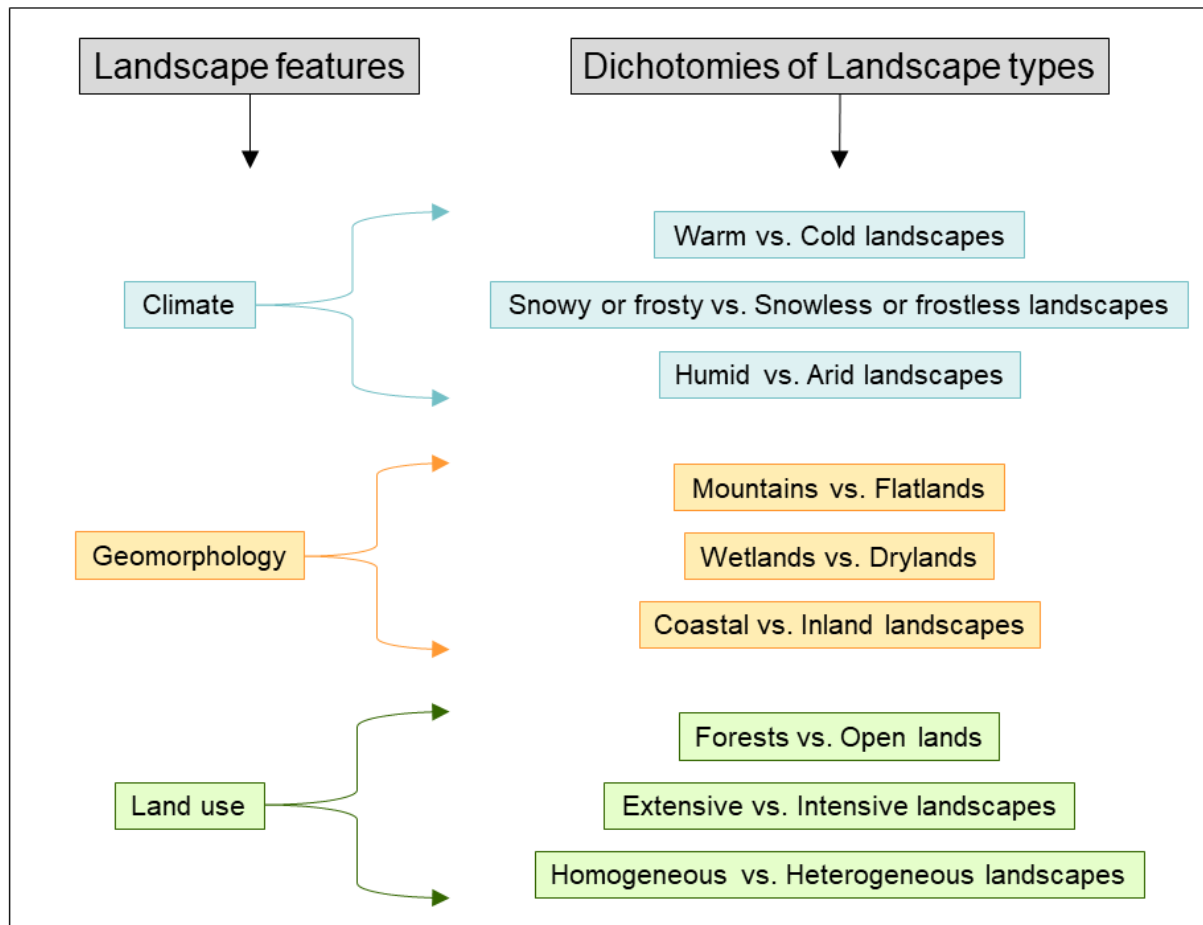 Landscape features
Dichotomies of Landscape types
Climate
Warm vs. Cold landscapes
Snowy or frosty vs. Snowless or frostless landscapes
Humid vs. Arid landscapes
Geomorphology
Mountains vs. Flatlands
Wetlands vs. Drylands
Coastal vs. Inland landscapes
Land use
Forests vs. Open lands
Extensive vs. Intensive landscapes
Homogeneous vs. Heterogeneous landscapes